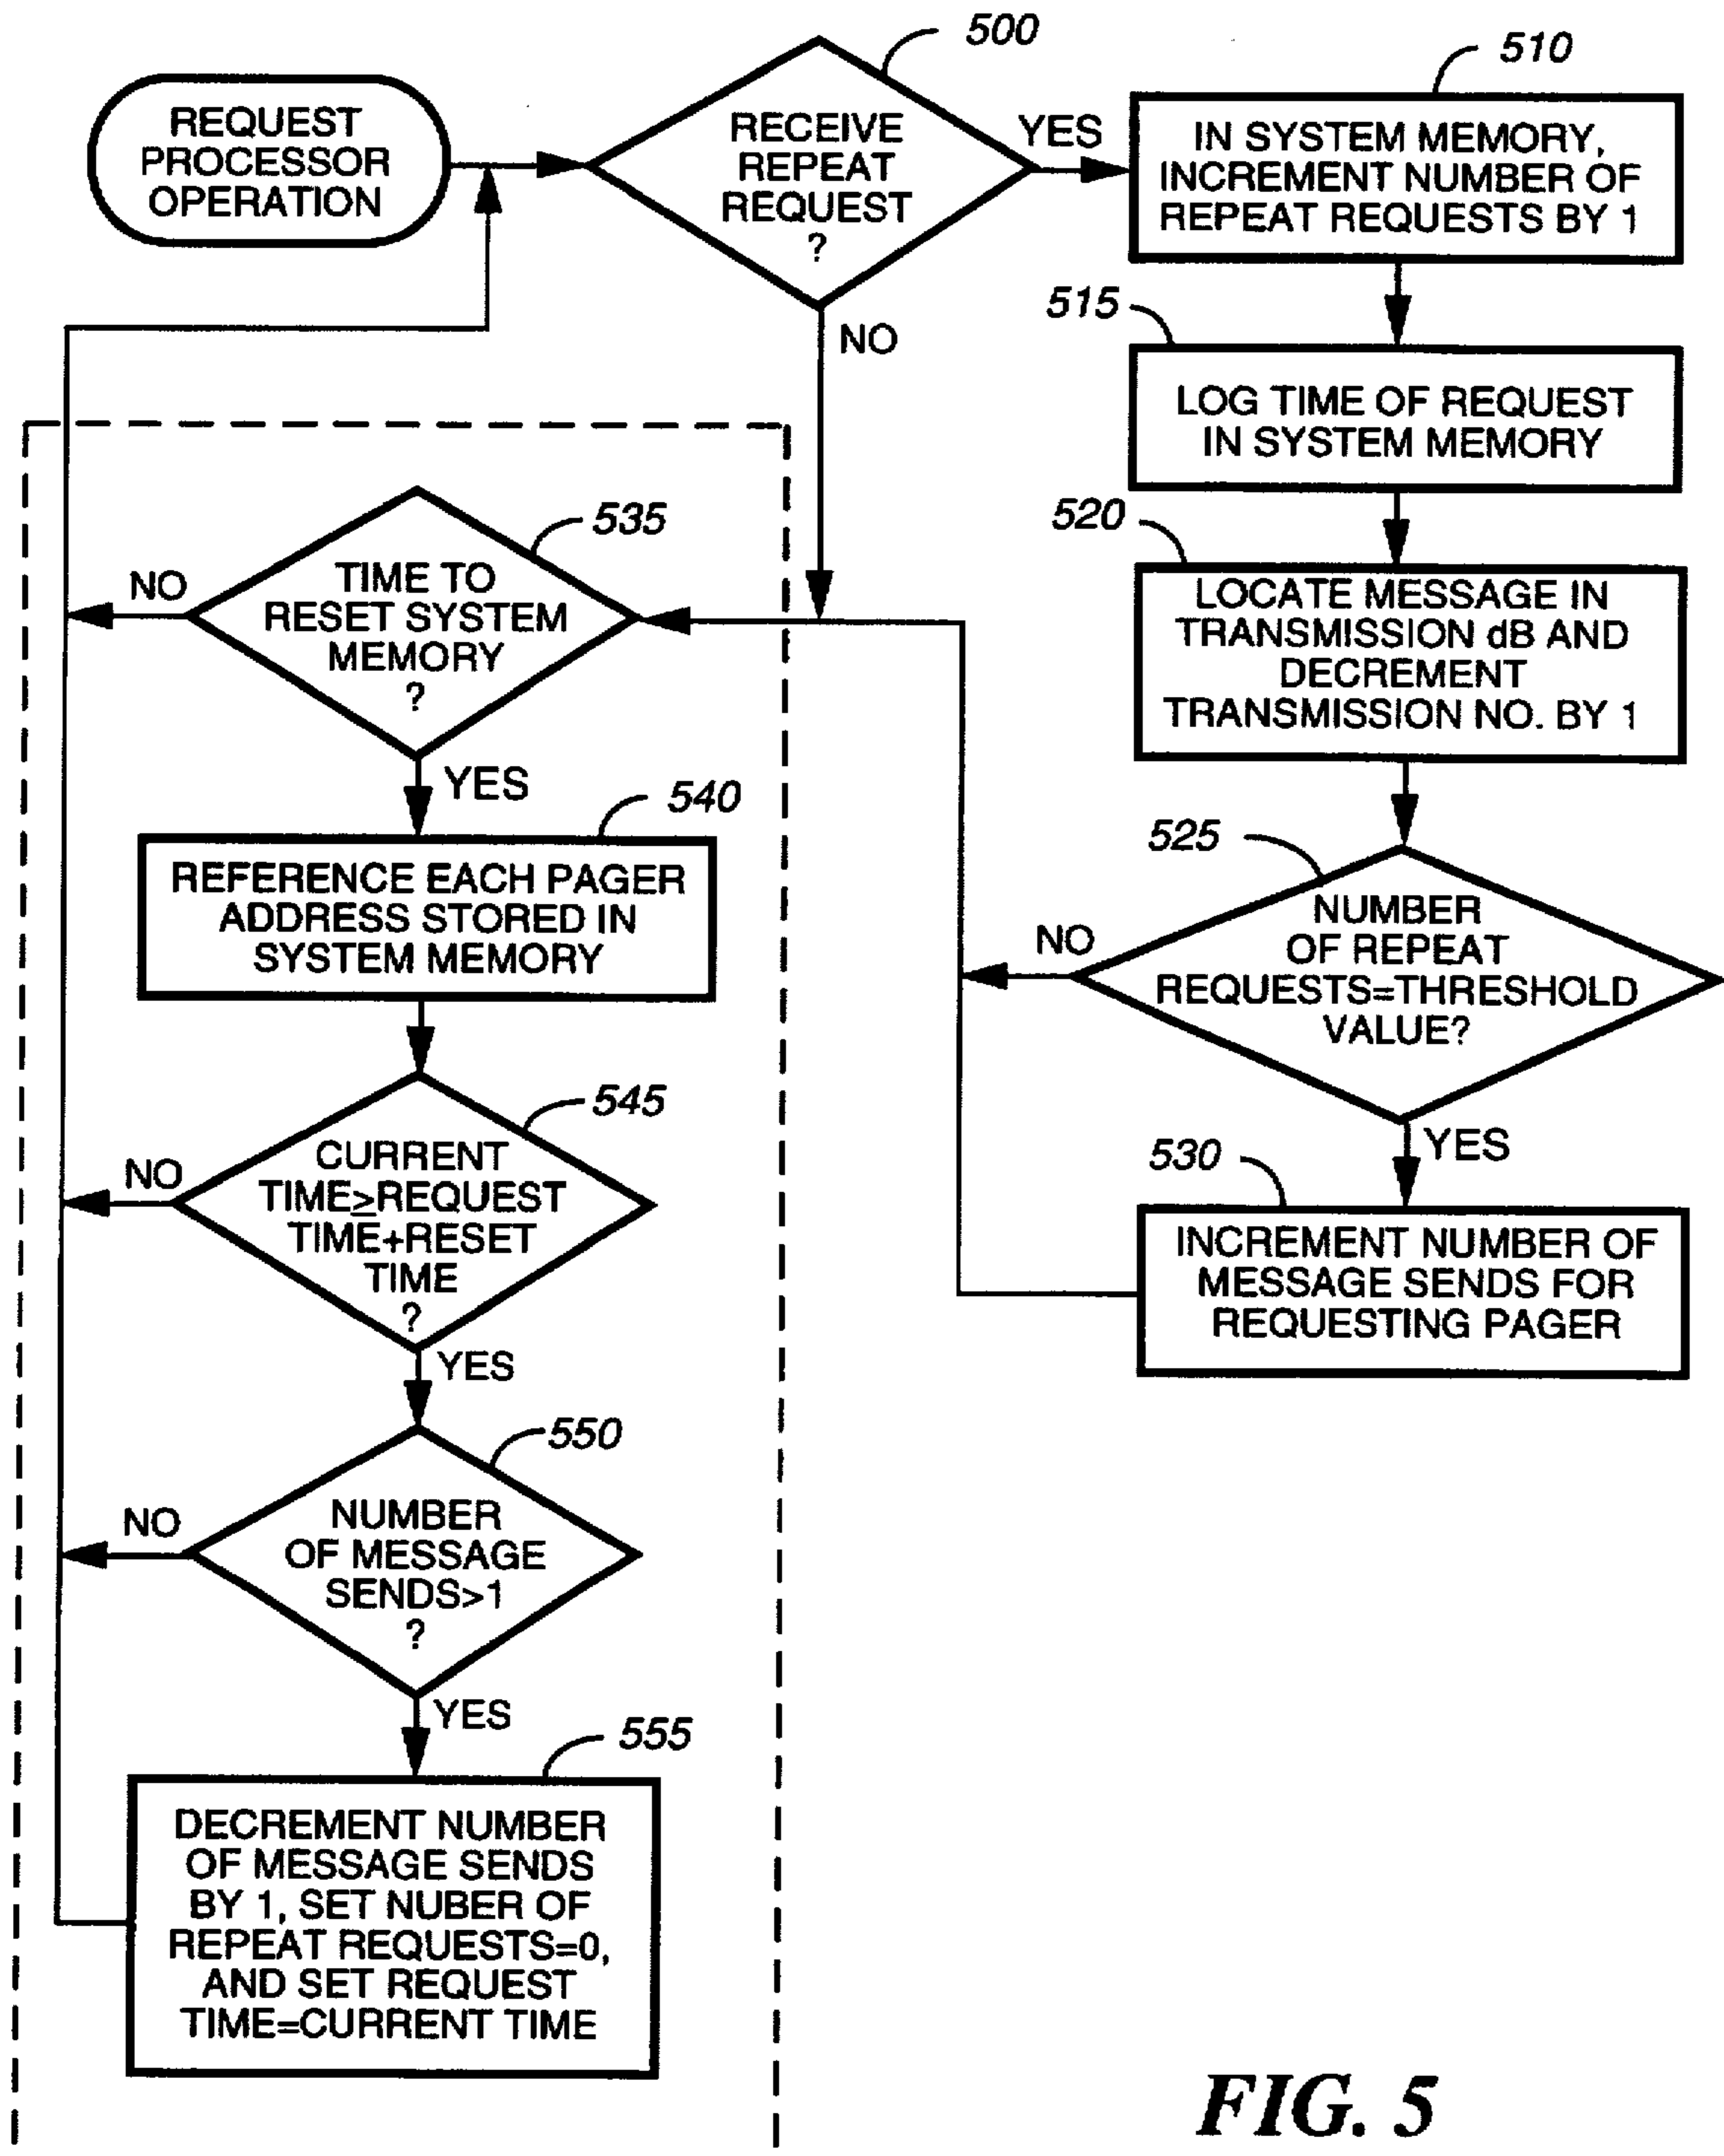 REQUEST
PROCESSOR
OPERATION
500
RECEIVE
REPEAT
REQUEST
?
YES
NO
510
IN SYSTEM MEMORY,
INCREMENT NUMBER OF
REPEAT REQUESTS BY 1
515
LOG TIME OF REQUEST
IN SYSTEM MEMORY
520
LOCATE MESSAGE IN
TRANSMISSION dB AND
DECREMENT
TRANSMISSION NO. BY 1
525
NUMBER
OF REPEAT
REQUESTS=THRESHOLD
VALUE?
NO
YES
530
INCREMENT NUMBER OF
MESSAGE SENDS FOR
REQUESTING PAGER
535
TIME TO
RESET SYSTEM
MEMORY
?
NO
YES
540
REFERENCE EACH PAGER
ADDRESS STORED IN
SYSTEM MEMORY
545
CURRENT
TIME≥REQUEST
TIME+RESET
TIME
?
NO
YES
550
NUMBER
OF MESSAGE
SENDS>1
?
NO
YES
555
DECREMENT NUMBER
OF MESSAGE SENDS
BY 1, SET NUBER OF
REPEAT REQUESTS=0,
AND SET REQUEST
TIME=CURRENT TIME
FIG. 5